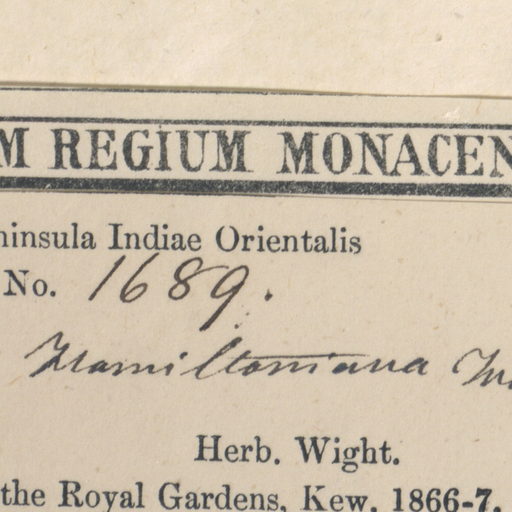 M REGIUM MONACEN
ninsula Indiae Orientalis
No. 1689.
Hamiltoniana
Herb. Wight.
the Royal Gardens, Kew. 1866-7.